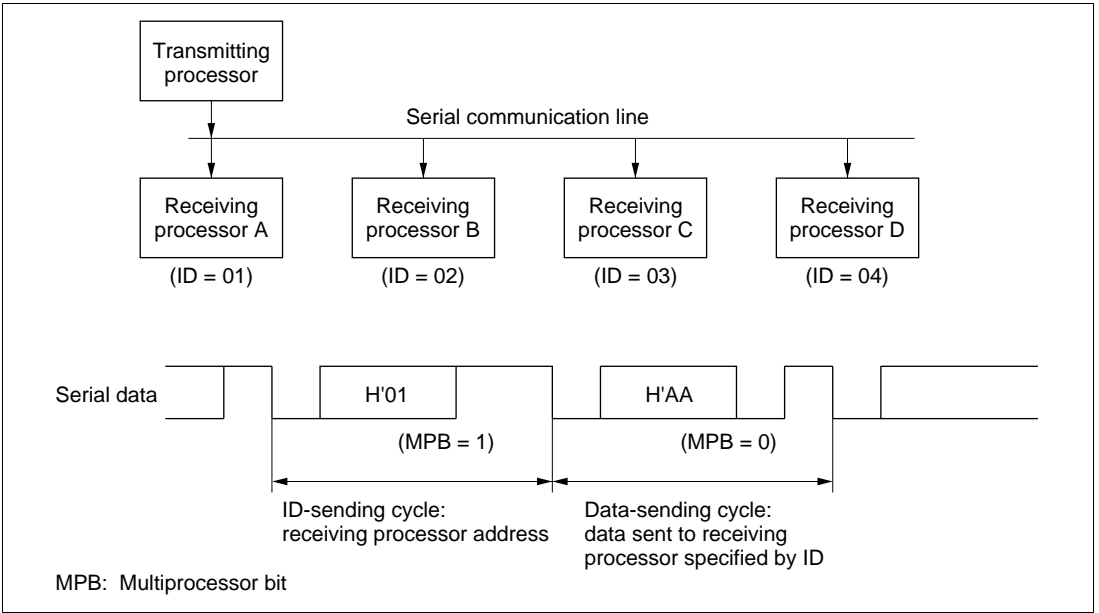 Transmitting
processor
Serial communication line
Receiving
processor A
Receiving
processor B
Receiving
processor C
Receiving
processor D
(ID = 01)
(ID = 02)
(ID = 03)
(ID = 04)
Serial data
H'01
H'AA
(MPB = 1)
(MPB = 0)
ID-sending cycle:
receiving processor address
Data-sending cycle:
data sent to receiving
processor specified by ID
MPB: Multiprocessor bit